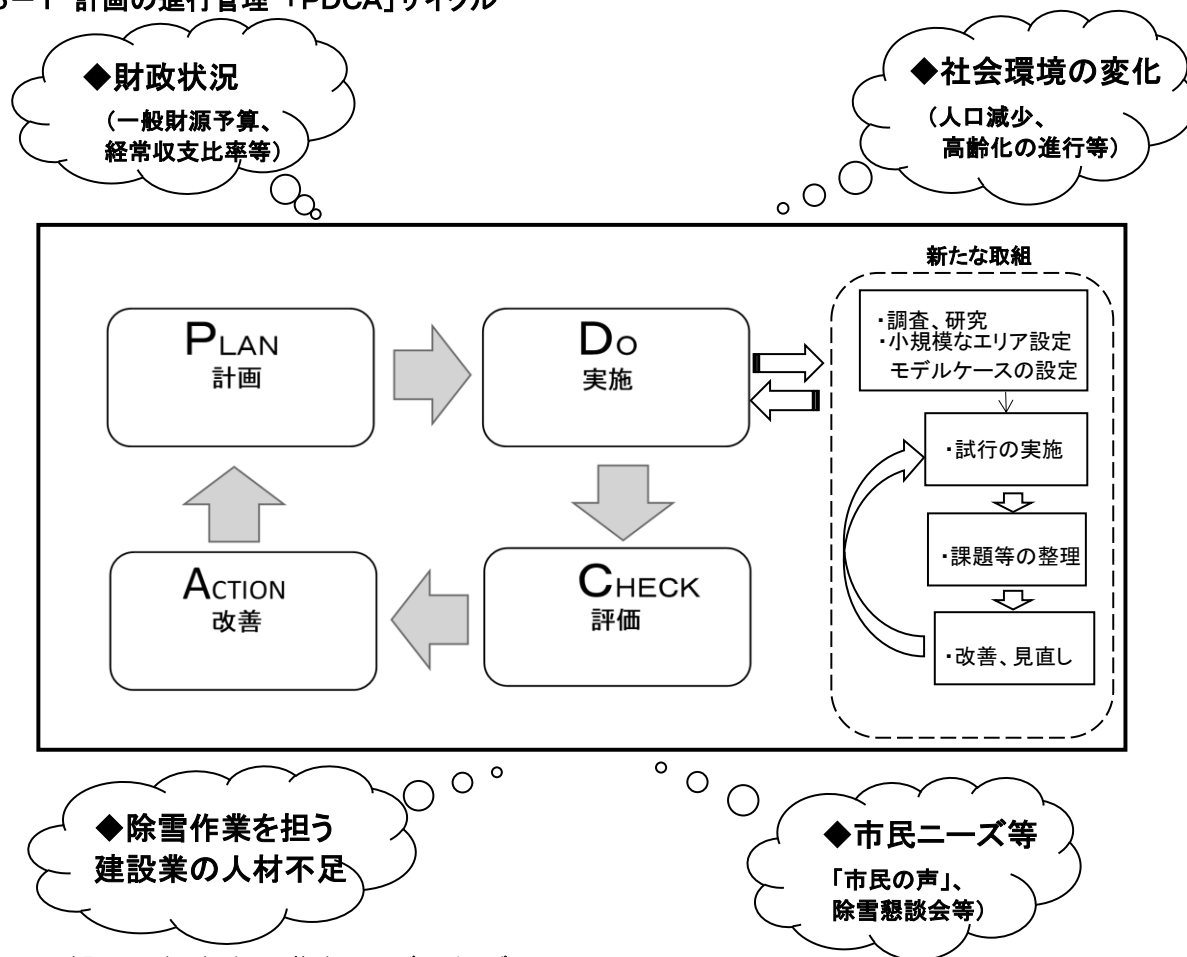 計画の進行管理 「PDCA」サイクル
◆財政状況
（一般財源予算、
経常収支比率等）
◆社会環境の変化
（人口減少、
高齢化の進行等）
新たな取組
・調査、研究
・小規模なエリア設定
モデルケースの設定
・試行の実施
・課題等の整理
・改善、見直し
PLAN
計画
DO
実施
ACTION
改善
CHECK
評価
◆除雪作業を担う
建設業の人材不足
◆市民ニーズ等
「市民の声」、
除雪懇談会等）